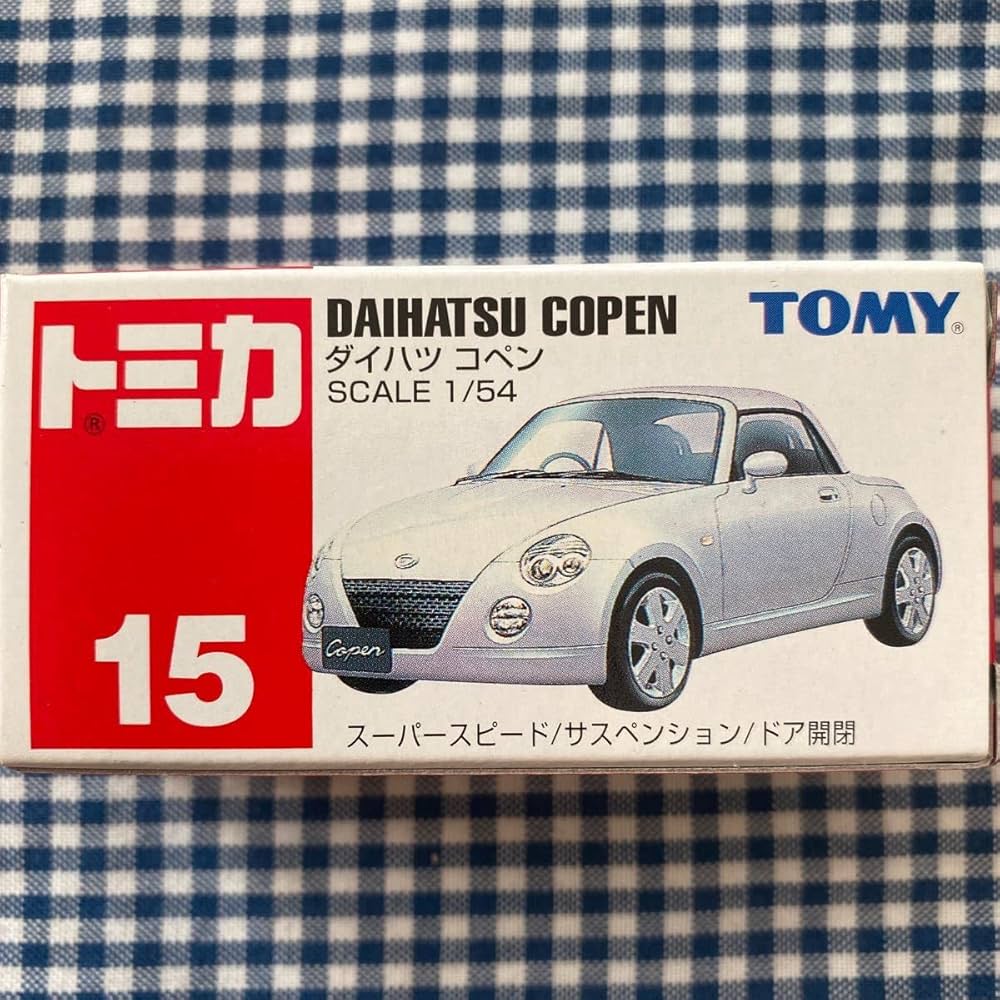 トミカ®
15
DAIHATSU COPEN
ダイハツ コペン
SCALE 1/54
TOMY®
Copen
スーパースピード/サスペンション/ドア開閉